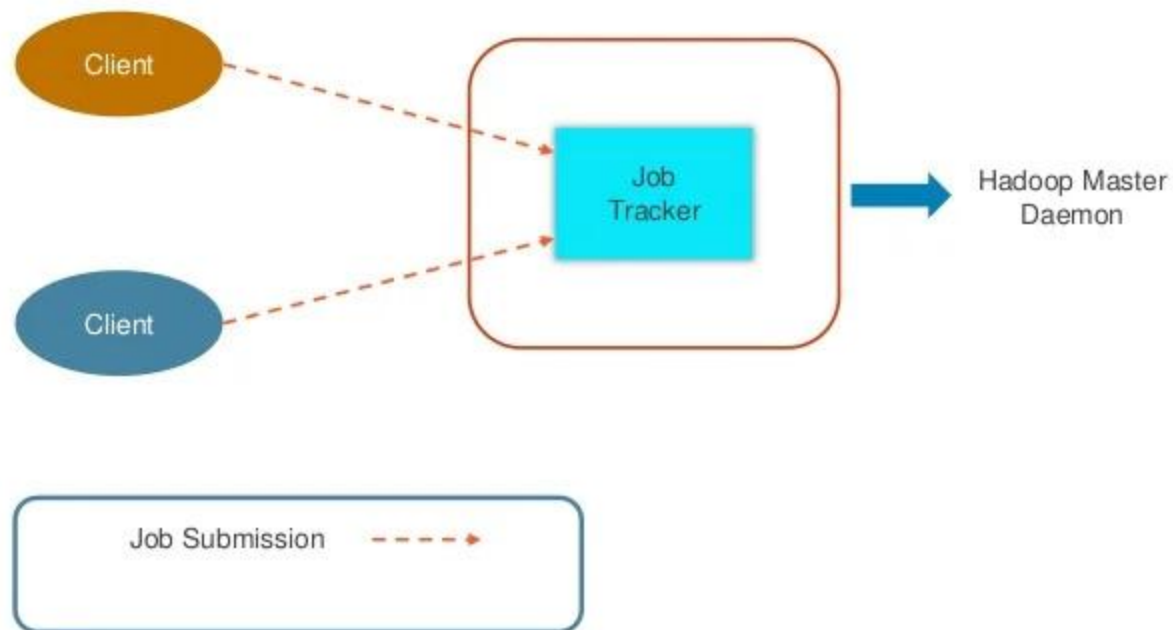 Client
Job
Tracker
Hadoop Master
Daemon
Client
Job Submission